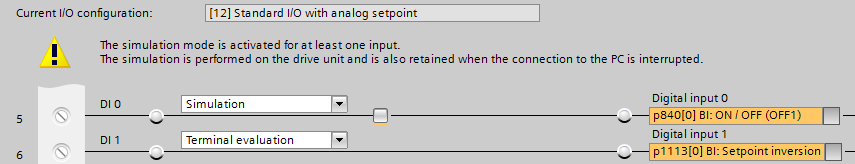 Current I/O configuration: [12] Standard I/O with analog setpoint
The simulation mode is activated for at least one input.
The simulation is performed on the drive unit and is also retained when the connection to the PC is interrupted.
Digital input 0
5 DI 0 Simulation p840[0] BI: ON / OFF (OFF1)
Digital input 1
6 DI 1 Terminal evaluation p1113[0] BI: Setpoint inversion